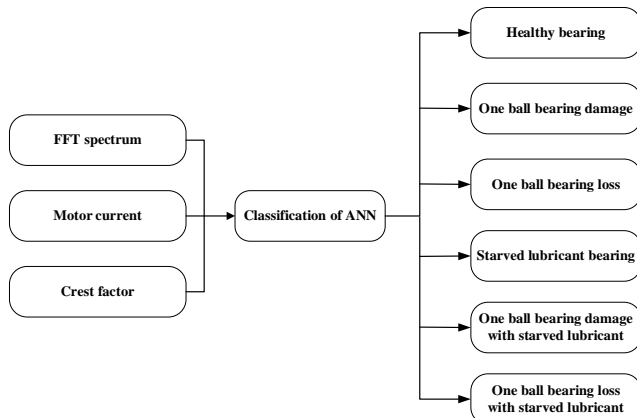 Healthy bearing
One ball bearing damage
FFT spectrum
One ball bearing loss
Motor current
Classification of ANN
Starved lubricant bearing
Crest factor
One ball bearing damage
with starved lubricant
One ball bearing loss
with starved lubricant